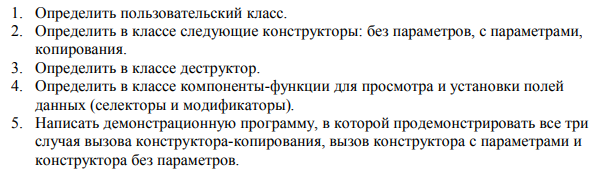 1. Определить пользовательский класс.
2. Определить в классе следующие конструкторы: без параметров, с параметрами,
копирования.
3. Определить в классе деструктор.
4. Определить в классе компоненты-функции для просмотра и установки полей
данных (селекторы и модификаторы).
5. Написать демонстрационную программу, в которой продемонстрировать все три
случая вызова конструктора-копирования, вызов конструктора с параметрами и
конструктора без параметров.